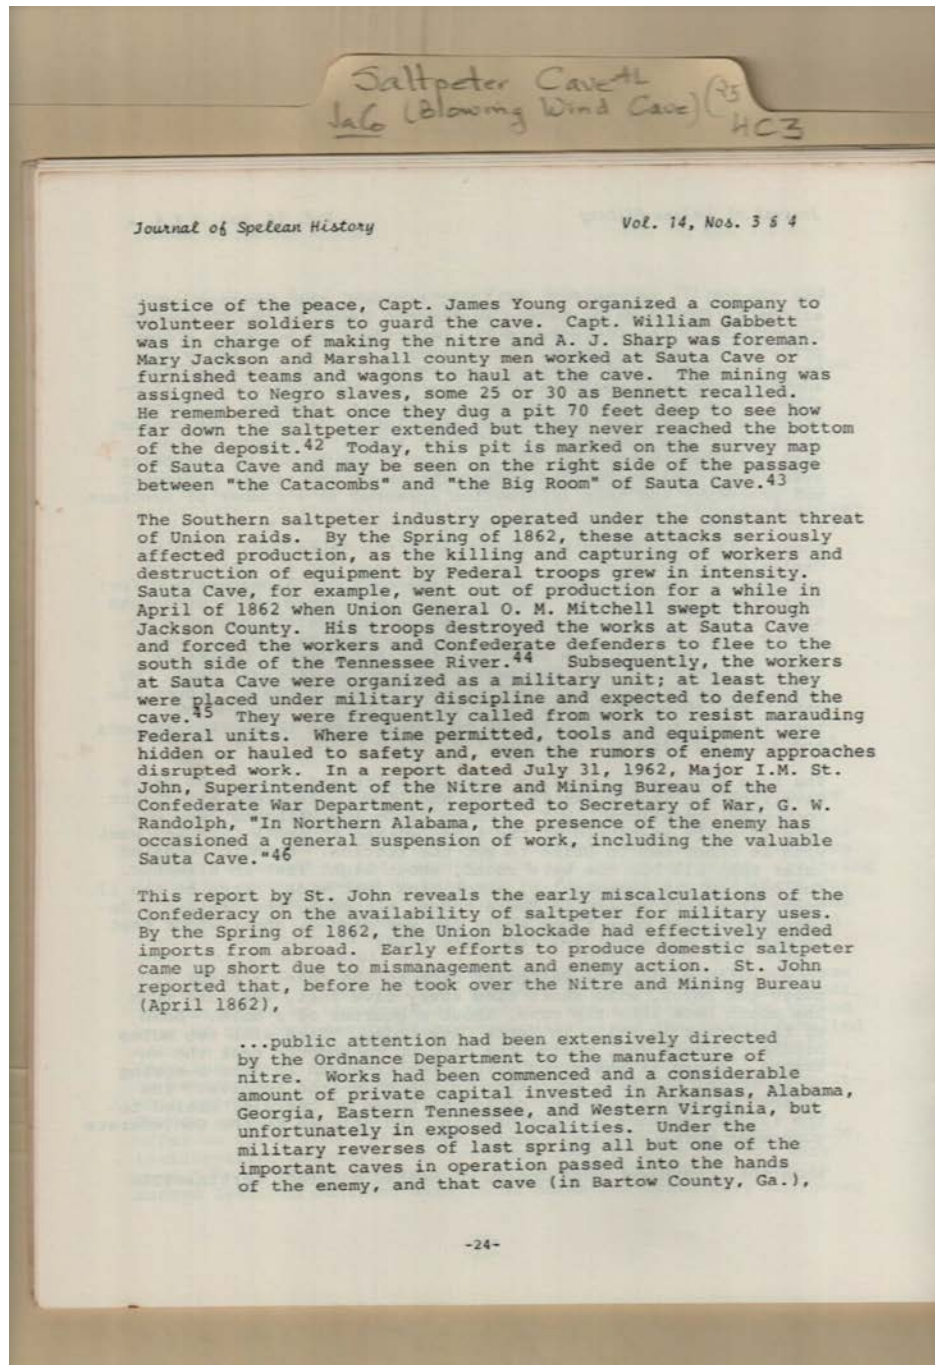 Saltpeter Cave AL
JaCo (Blowing Wind Cave) (
HC3
Journal of Spelean History Vol. 14, Nos. 3 & 4
justice of the peace, Capt. James Young organized a company to
volunteer soldiers to guard the cave. Capt. William Gabbett
was in charge of making the nitre and A. J. Sharp was foreman.
Mary Jackson and Marshall county men worked at Sauta Cave or
furnished teams and wagons to haul at the cave. The mining was
assigned to Negro slaves, some 25 or 30 as Bennett recalled.
He remembered that once they dug a pit 70 feet deep to see how
far down the saltpeter extended but they never reached the bottom
of the deposit.42 Today, this pit is marked on the survey map
of Sauta Cave and may be seen on the right side of the passage
between "the Catacombs" and "the Big Room" of Sauta Cave.43
The Southern saltpeter industry operated under the constant threat
of Union raids. By the Spring of 1862, these attacks seriously
affected production, as the killing and capturing of workers and
destruction of equipment by Federal troops grew in intensity.
Sauta Cave, for example, went out of production for a while in
April of 1862 when Union General O. M. Mitchell swept through
Jackson County. His troops destroyed the works at Sauta Cave
and forced the workers and Confederate defenders to flee to the
south side of the Tennessee River.44 Subsequently, the workers
at Sauta Cave were organized as a military unit; at least they
were placed under military discipline and expected to defend the
cave.45 They were frequently called from work to resist marauding
Federal units. Where time permitted, tools and equipment were
hidden or hauled to safety and, even the rumors of enemy approaches
disrupted work. In a report dated July 31, 1962, Major I.M. St.
John, Superintendent of the Nitre and Mining Bureau of the
Confederate War Department, reported to Secretary of War, G. W.
Randolph, "In Northern Alabama, the presence of the enemy has
occasioned a general suspension of work, including the valuable
Sauta Cave."46
This report by St. John reveals the early miscalculations of the
Confederacy on the availability of saltpeter for military uses.
By the Spring of 1862, the Union blockade had effectively ended
imports from abroad. Early efforts to produce domestic saltpeter
came up short due to mismanagement and enemy action. St. John
reported that, before he took over the Nitre and Mining Bureau
(April 1862),
...public attention had been extensively directed
by the Ordnance Department to the manufacture of
nitre. Works had been commenced and a considerable
amount of private capital invested in Arkansas, Alabama,
Georgia, Eastern Tennessee, and Western Virginia, but
unfortunately in exposed localities. Under the
military reverses of last spring all but one of the
important caves in operation passed into the hands
of the enemy, and that cave (in Bartow County, Ga.),
-24-